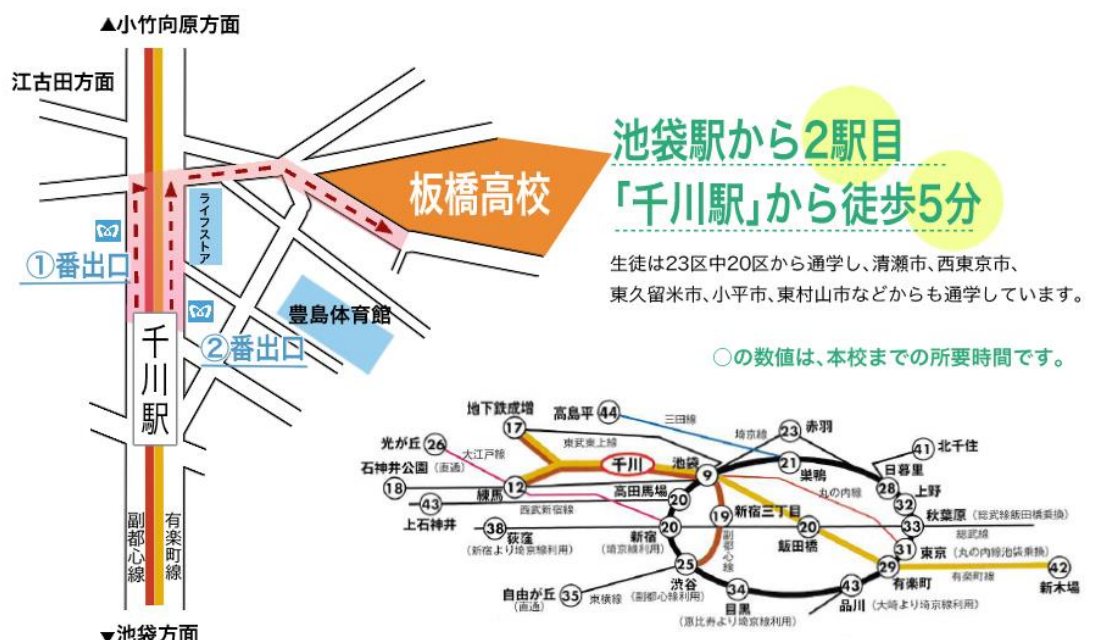 ▲小竹向原方面
江古田方面
板橋高校
ライフストア
①番出口
豊島体育館
②番出口
千川駅
副都心線
有楽町線
▼池袋方面
池袋駅から2駅目
「千川駅」から徒歩5分
生徒は23区中20区から通学し、清瀬市、西東京市、
東久留米市、小平市、東村山市などからも通学しています。
○の数値は、本校までの所要時間です。
地下鉄成増
17
高島平
44
三田線
埼京線
23
赤羽
光が丘
26
大江戸線
東武東上線
千川
池袋
9
21
巣鴨
41
北千住
日暮里
28
石神井公園
(直通)
18
練馬
12
高田馬場
20
丸の内線
上野
32
43
上石神井
西武新宿線
19
新宿三丁目
秋葉原
(総武線飯田橋乗換)
33
総武線
38
荻窪
(新宿より埼京線利用)
20
新宿
(埼京線利用)
副都心線
20
飯田橋
31
東京
(丸の内線池袋乗換)
25
渋谷
(副都心線利用)
29
有楽町
有楽町線
42
新木場
自由が丘
(直通)
35
東横線
34
目黒
(恵比寿より埼京線利用)
43
品川
(大崎より埼京線利用)